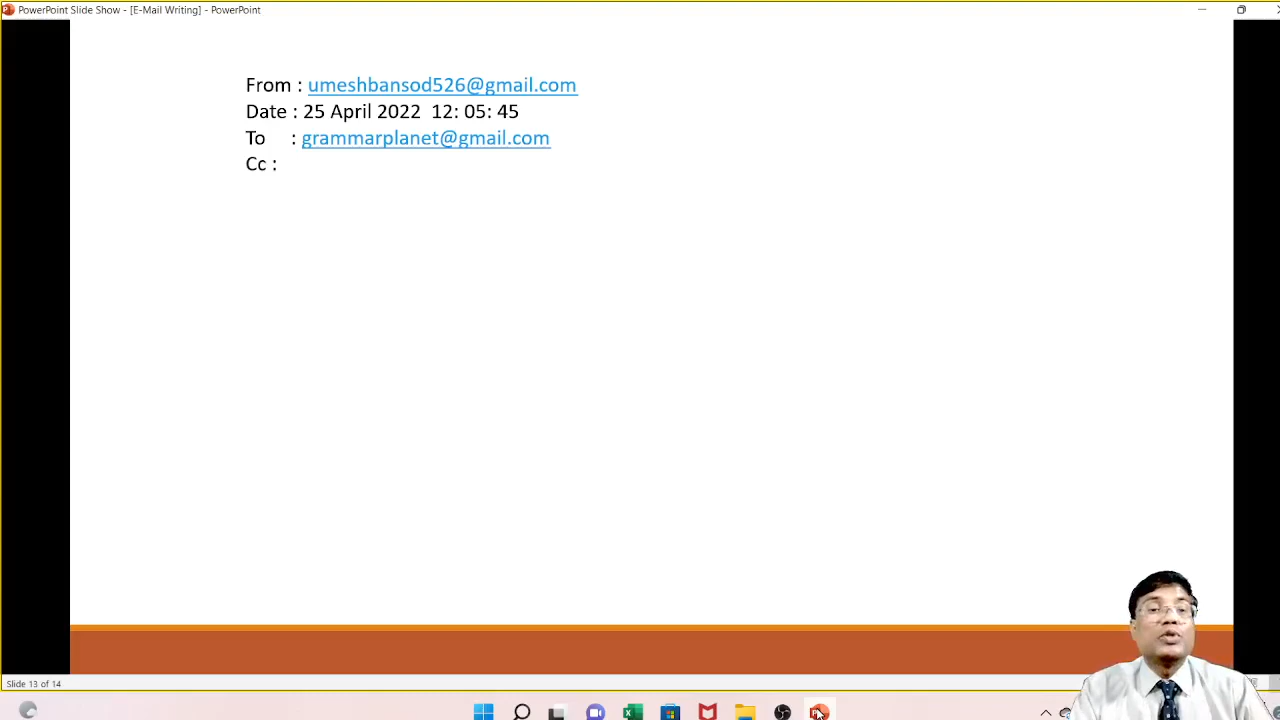 PowerPoint Slide Show - [E-Mail Writing] - PowerPoint
From : umeshbansod526@gmail.com
Date : 25 April 2022 12: 05: 45
To : grammarplanet@gmail.com
Cc :
Slide 13 of 14